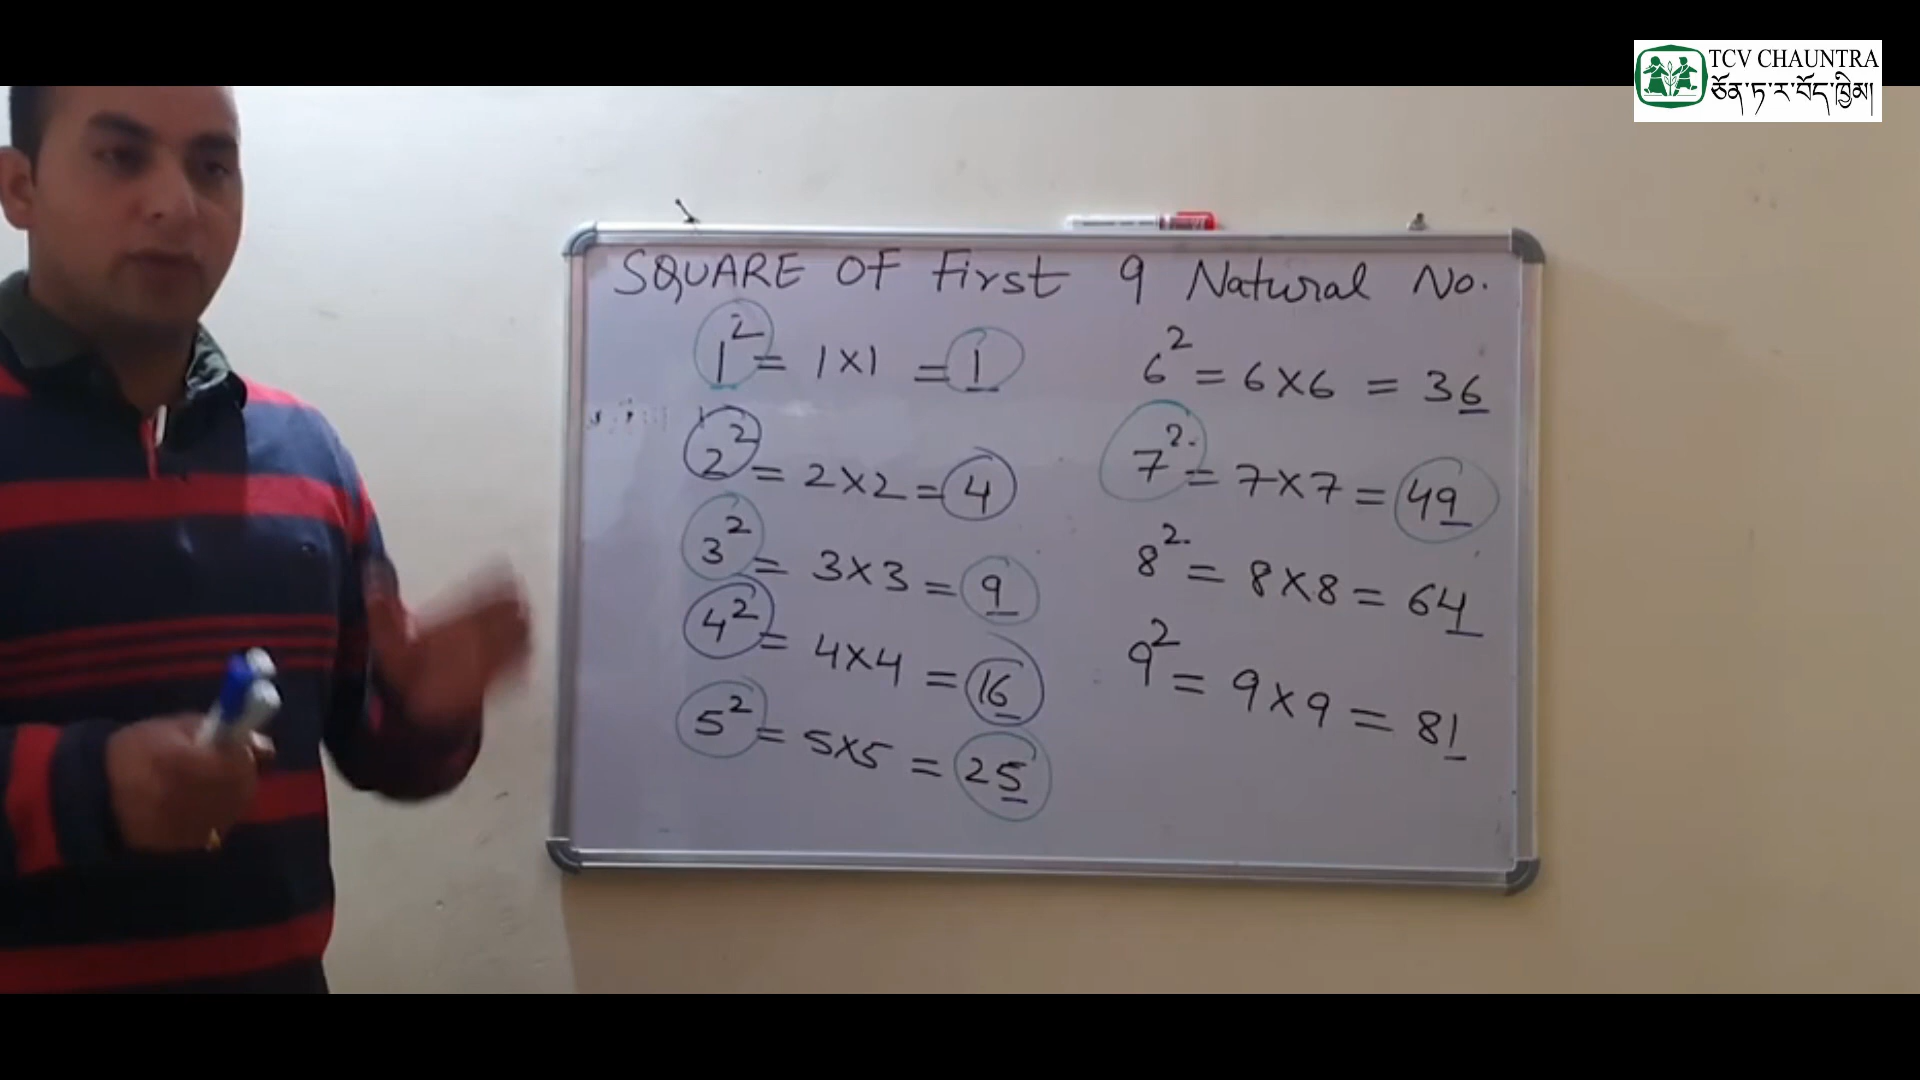 TCV CHAUNTRA
ཅོན་ཏ་ར་བོད་ཁྱིམ།
SQUARE OF First 9 Natural No.
1² = 1×1 = 1
2² = 2×2 = 4
3² = 3×3 = 9
4² = 4×4 = 16
5² = 5×5 = 25
6² = 6×6 = 36
7² = 7×7 = 49
8² = 8×8 = 64
9² = 9×9 = 81